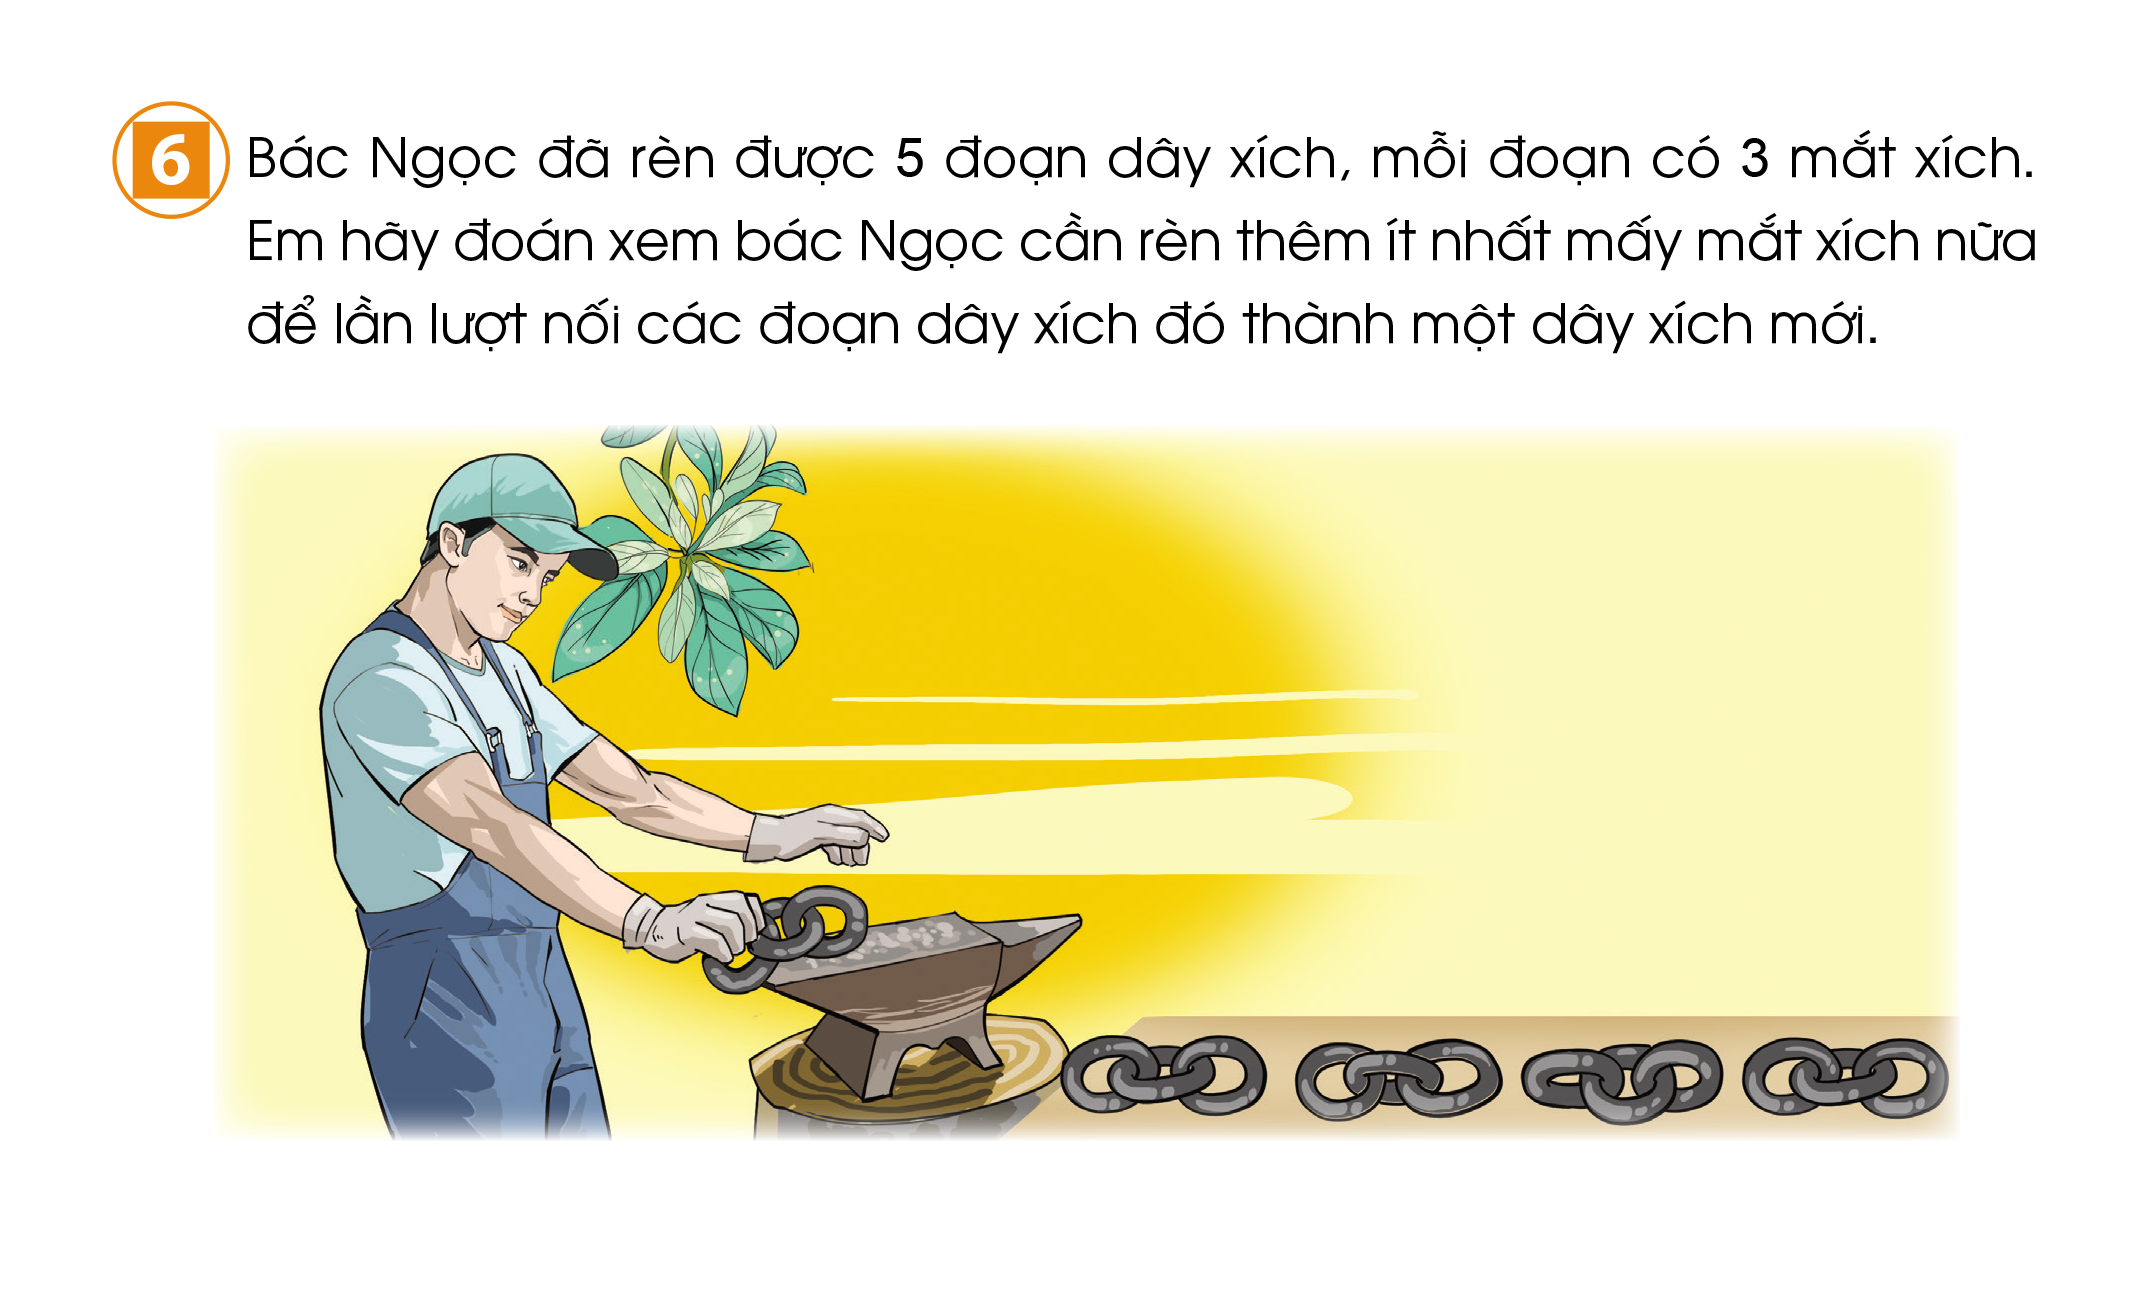 6 Bác Ngọc đã rèn được 5 đoạn dây xích, mỗi đoạn có 3 mắt xích.
Em hãy đoán xem bác Ngọc cần rèn thêm ít nhất mấy mắt xích nữa
để lần lượt nối các đoạn dây xích đó thành một dây xích mới.